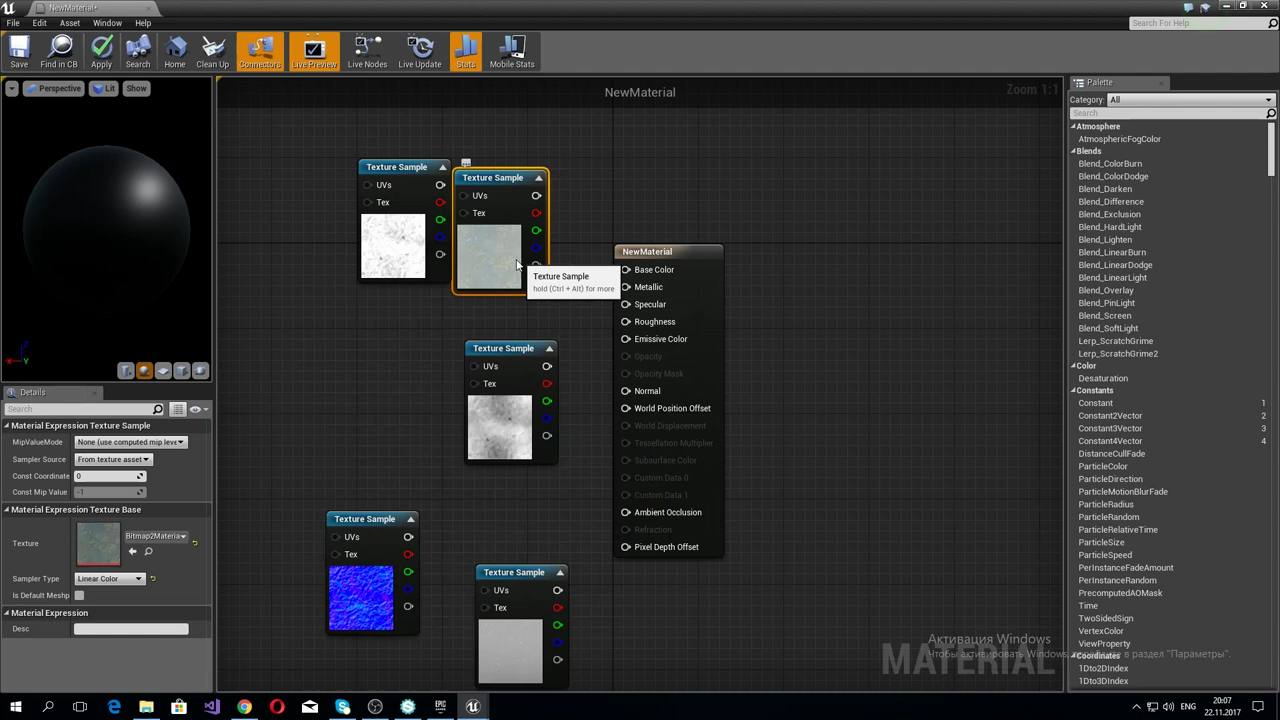 NewMaterial*
File Edit Asset Window Help
Search For Help
Save
Find in CB
Apply
Search
Home
Clean Up
Connectors
Live Preview
Live Nodes
Live Update
Stats
Mobile Stats
Perspective
Lit
Show
NewMaterial
Zoom 1:1
Texture Sample
UVs
Tex
Texture Sample
UVs
Tex
Texture Sample
hold (Ctrl + Alt) for more
Texture Sample
UVs
Tex
Texture Sample
UVs
Tex
Texture Sample
UVs
Tex
NewMaterial
Base Color
Metallic
Specular
Roughness
Emissive Color
Opacity
Opacity Mask
Normal
World Position Offset
World Displacement
Tessellation Multiplier
Subsurface Color
Custom Data 0
Custom Data 1
Ambient Occlusion
Refraction
Pixel Depth Offset
MATERIAL
Details
Search
Material Expression Texture Sample
MipValueMode None (use computed mip leve
Sampler Source From texture asset
Const Coordinate 0
Const Mip Value -1
Material Expression Texture Base
Texture Bitmap2Materia
Sampler Type Linear Color
Is Default Meshp
Material Expression
Desc
Palette
Category: All
Search
Atmosphere
AtmosphericFogColor
Blends
Blend_ColorBurn
Blend_ColorDodge
Blend_Darken
Blend_Difference
Blend_Exclusion
Blend_HardLight
Blend_Lighten
Blend_LinearBurn
Blend_LinearDodge
Blend_LinearLight
Blend_Overlay
Blend_PinLight
Blend_Screen
Blend_SoftLight
Lerp_ScratchGrime
Lerp_ScratchGrime2
Color
Desaturation
Constants
Constant 1
Constant2Vector 2
Constant3Vector 3
Constant4Vector 4
DistanceCullFade
ParticleColor
ParticleDirection
ParticleMotionBlurFade
ParticleRadius
ParticleRandom
ParticleRelativeTime
ParticleSize
ParticleSpeed
PerInstanceFadeAmount
PerInstanceRandom
PrecomputedAOMask
Time
TwoSidedSign
VertexColor
ViewProperty
Coordinates
1Dto2DIndex
1Dto3DIndex
Активация Windows
Чтобы активировать Windows, перейдите в раздел "Параметры".
ENG
20:07
22.11.2017